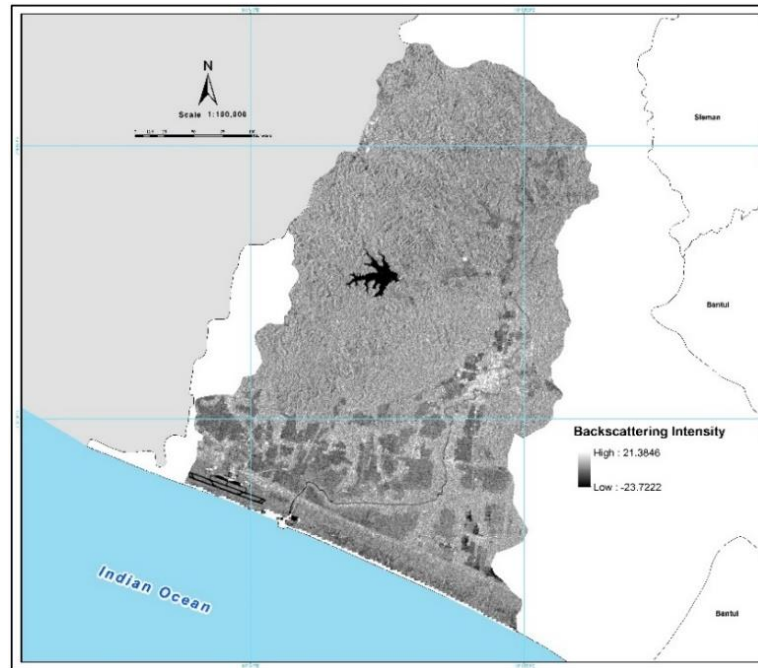 N
Scale 1:100,000
Sleman
Bantul
Backscattering Intensity
High : 21.3846
Low : -23.7222
Indian Ocean
Bantul